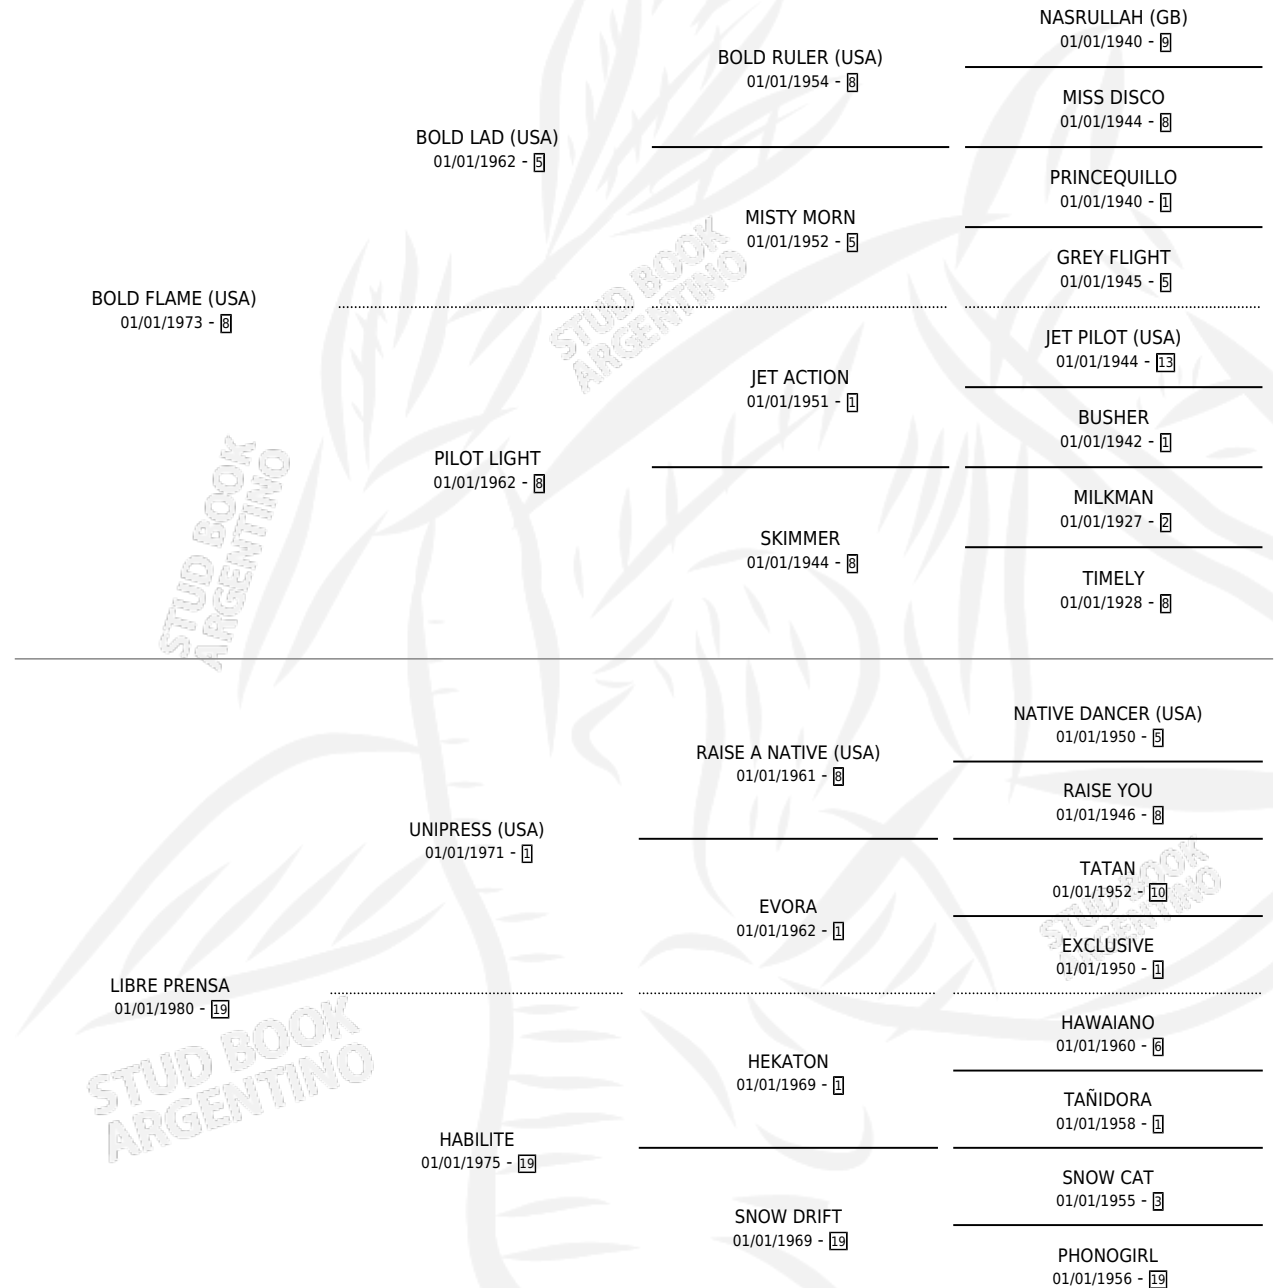 NASRULLAH (GB)
01/01/1940 - 9
BOLD RULER (USA)
01/01/1954 - 8
MISS DISCO
01/01/1944 - 8
BOLD LAD (USA)
01/01/1962 - 5
PRINCEQUILLO
01/01/1940 - 1
MISTY MORN
01/01/1952 - 5
GREY FLIGHT
01/01/1945 - 5
BOLD FLAME (USA)
01/01/1973 - 8
STUD BOOK
ARGENTINO
JET PILOT (USA)
01/01/1944 - 13
JET ACTION
01/01/1951 - 1
BUSHER
01/01/1942 - 1
PILOT LIGHT
01/01/1962 - 8
MILKMAN
01/01/1927 - 2
SKIMMER
01/01/1944 - 8
TIMELY
01/01/1928 - 8
STUD BOOK
ARGENTINO
NATIVE DANCER (USA)
01/01/1950 - 5
RAISE A NATIVE (USA)
01/01/1961 - 8
RAISE YOU
01/01/1946 - 8
UNIPRESS (USA)
01/01/1971 - 1
TATAN
01/01/1952 - 10
EVORA
01/01/1962 - 1
STUD BOOK
ARGENTINO
EXCLUSIVE
01/01/1950 - 1
LIBRE PRENSA
01/01/1980 - 19
STUD BOOK
ARGENTINO
HAWAIANO
01/01/1960 - 6
HEKATON
01/01/1969 - 1
TAÑIDORA
01/01/1958 - 1
HABILITE
01/01/1975 - 19
SNOW CAT
01/01/1955 - 3
SNOW DRIFT
01/01/1969 - 19
PHONOGIRL
01/01/1956 - 19